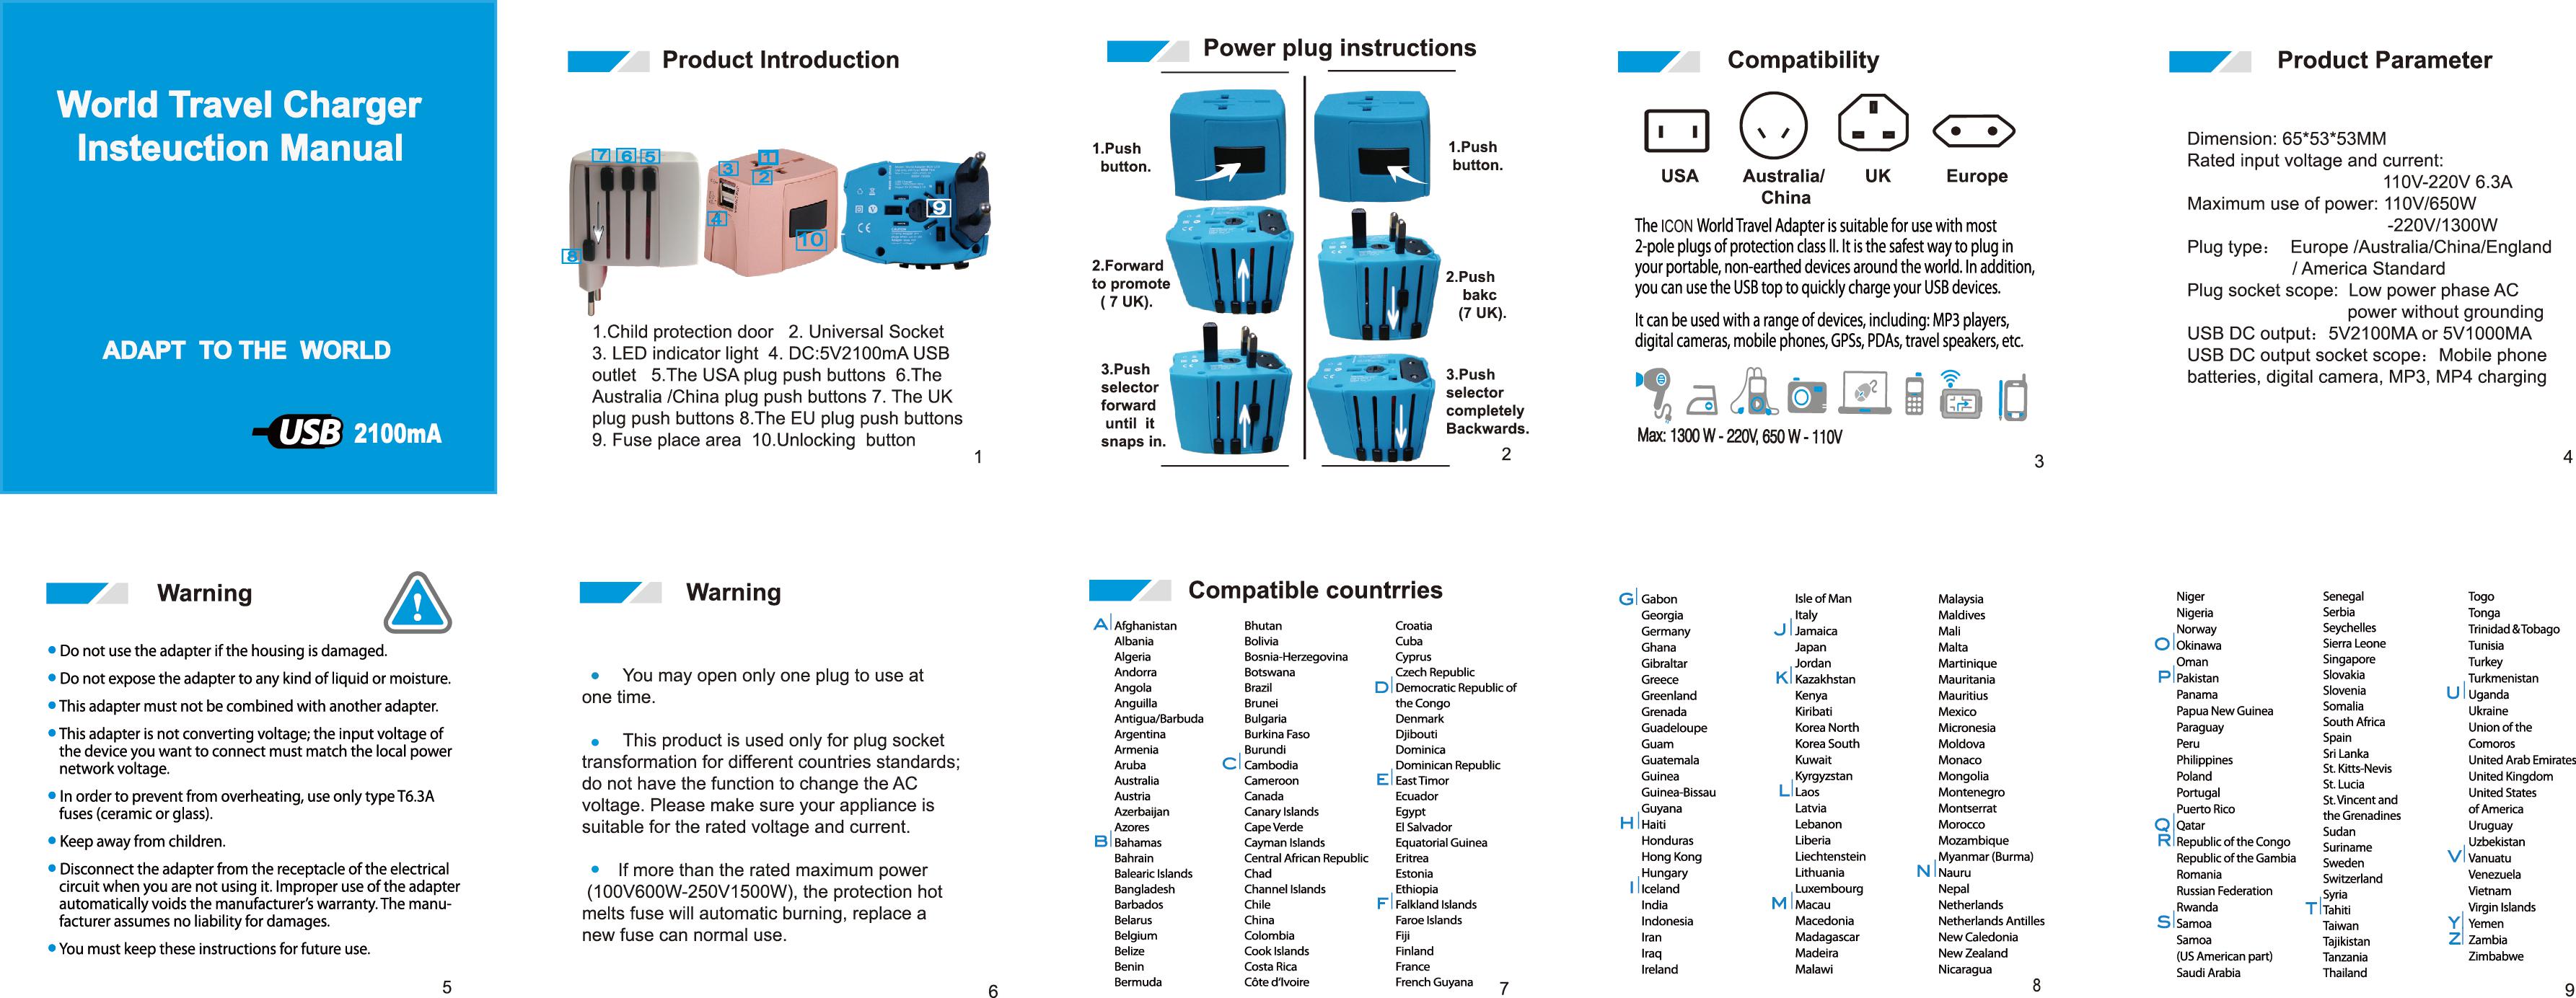 World Travel Charger
Insteuction Manual
ADAPT TO THE WORLD
USB 2100mA
Product Introduction
7 6 5
8
3
1
2
4
10
9
1.Child protection door 2. Universal Socket
3. LED indicator light 4. DC:5V2100mA USB
outlet 5.The USA plug push buttons 6.The
Australia /China plug push buttons 7. The UK
plug push buttons 8.The EU plug push buttons
9. Fuse place area 10.Unlocking button
1
Power plug instructions
1.Push
button.
2.Forward
to promote
( 7 UK).
3.Push
selector
forward
until it
snaps in.
1.Push
button.
2.Push
bakc
(7 UK).
3.Push
selector
completely
Backwards.
2
Compatibility
USA
Australia/
China
UK
Europe
The ICON World Travel Adapter is suitable for use with most
2-pole plugs of protection class II. It is the safest way to plug in
your portable, non-earthed devices around the world. In addition,
you can use the USB top to quickly charge your USB devices.
It can be used with a range of devices, including: MP3 players,
digital cameras, mobile phones, GPSs, PDAs, travel speakers, etc.
Max: 1300 W - 220V, 650 W - 110V
3
Product Parameter
Dimension: 65*53*53MM
Rated input voltage and current:
110V-220V 6.3A
Maximum use of power: 110V/650W
-220V/1300W
Plug type： Europe /Australia/China/England
/ America Standard
Plug socket scope: Low power phase AC
power without grounding
USB DC output：5V2100MA or 5V1000MA
USB DC output socket scope：Mobile phone
batteries, digital camera, MP3, MP4 charging
4
Warning
• Do not use the adapter if the housing is damaged.
• Do not expose the adapter to any kind of liquid or moisture.
• This adapter must not be combined with another adapter.
• This adapter is not converting voltage; the input voltage of
the device you want to connect must match the local power
network voltage.
• In order to prevent from overheating, use only type T6.3A
fuses (ceramic or glass).
• Keep away from children.
• Disconnect the adapter from the receptacle of the electrical
circuit when you are not using it. Improper use of the adapter
automatically voids the manufacturer's warranty. The manu-
facturer assumes no liability for damages.
• You must keep these instructions for future use.
5
Warning
• You may open only one plug to use at
one time.
• This product is used only for plug socket
transformation for different countries standards;
do not have the function to change the AC
voltage. Please make sure your appliance is
suitable for the rated voltage and current.
• If more than the rated maximum power
(100V600W-250V1500W), the protection hot
melts fuse will automatic burning, replace a
new fuse can normal use.
6
Compatible countrries
A Afghanistan
Albania
Algeria
Andorra
Angola
Anguilla
Antigua/Barbuda
Argentina
Armenia
Aruba
Australia
Austria
Azerbaijan
Azores
B Bahamas
Bahrain
Balearic Islands
Bangladesh
Barbados
Belarus
Belgium
Belize
Benin
Bermuda
Bhutan
Bolivia
Bosnia-Herzegovina
Botswana
Brazil
Brunei
Bulgaria
Burkina Faso
Burundi
C Cambodia
Cameroon
Canada
Canary Islands
Cape Verde
Cayman Islands
Central African Republic
Chad
Channel Islands
Chile
China
Colombia
Cook Islands
Costa Rica
Côte d'Ivoire
Croatia
Cuba
Cyprus
Czech Republic
D Democratic Republic of
the Congo
Denmark
Djibouti
Dominica
Dominican Republic
E East Timor
Ecuador
Egypt
El Salvador
Equatorial Guinea
Eritrea
Estonia
Ethiopia
F Falkland Islands
Faroe Islands
Fiji
Finland
France
French Guyana
7
G Gabon
Georgia
Germany
Ghana
Gibraltar
Greece
Greenland
Grenada
Guadeloupe
Guam
Guatemala
Guinea
Guinea-Bissau
Guyana
H Haiti
Honduras
Hong Kong
Hungary
I Iceland
India
Indonesia
Iran
Iraq
Ireland
Isle of Man
Italy
J Jamaica
Japan
Jordan
K Kazakhstan
Kenya
Kiribati
Korea North
Korea South
Kuwait
Kyrgyzstan
L Laos
Latvia
Lebanon
Liberia
Liechtenstein
Lithuania
Luxembourg
M Macau
Macedonia
Madagascar
Madeira
Malawi
Malaysia
Maldives
Mali
Malta
Martinique
Mauritania
Mauritius
Mexico
Micronesia
Moldova
Monaco
Mongolia
Montenegro
Montserrat
Morocco
Mozambique
Myanmar (Burma)
N Nauru
Nepal
Netherlands
Netherlands Antilles
New Caledonia
New Zealand
Nicaragua
8
Niger
Nigeria
Norway
O Okinawa
Oman
P Pakistan
Panama
Papua New Guinea
Paraguay
Peru
Philippines
Poland
Portugal
Puerto Rico
Q Qatar
R Republic of the Congo
Republic of the Gambia
Romania
Russian Federation
Rwanda
S Samoa
Samoa
(US American part)
Saudi Arabia
Senegal
Serbia
Seychelles
Sierra Leone
Singapore
Slovakia
Slovenia
Somalia
South Africa
Spain
Sri Lanka
St. Kitts-Nevis
St. Lucia
St. Vincent and
the Grenadines
Sudan
Suriname
Sweden
Switzerland
Syria
T Tahiti
Taiwan
Tajikistan
Tanzania
Thailand
Togo
Tonga
Trinidad & Tobago
Tunisia
Turkey
Turkmenistan
U Uganda
Ukraine
Union of the
Comoros
United Arab Emirates
United Kingdom
United States
of America
Uruguay
Uzbekistan
V Vanuatu
Venezuela
Vietnam
Virgin Islands
Y Yemen
Z Zambia
Zimbabwe
9